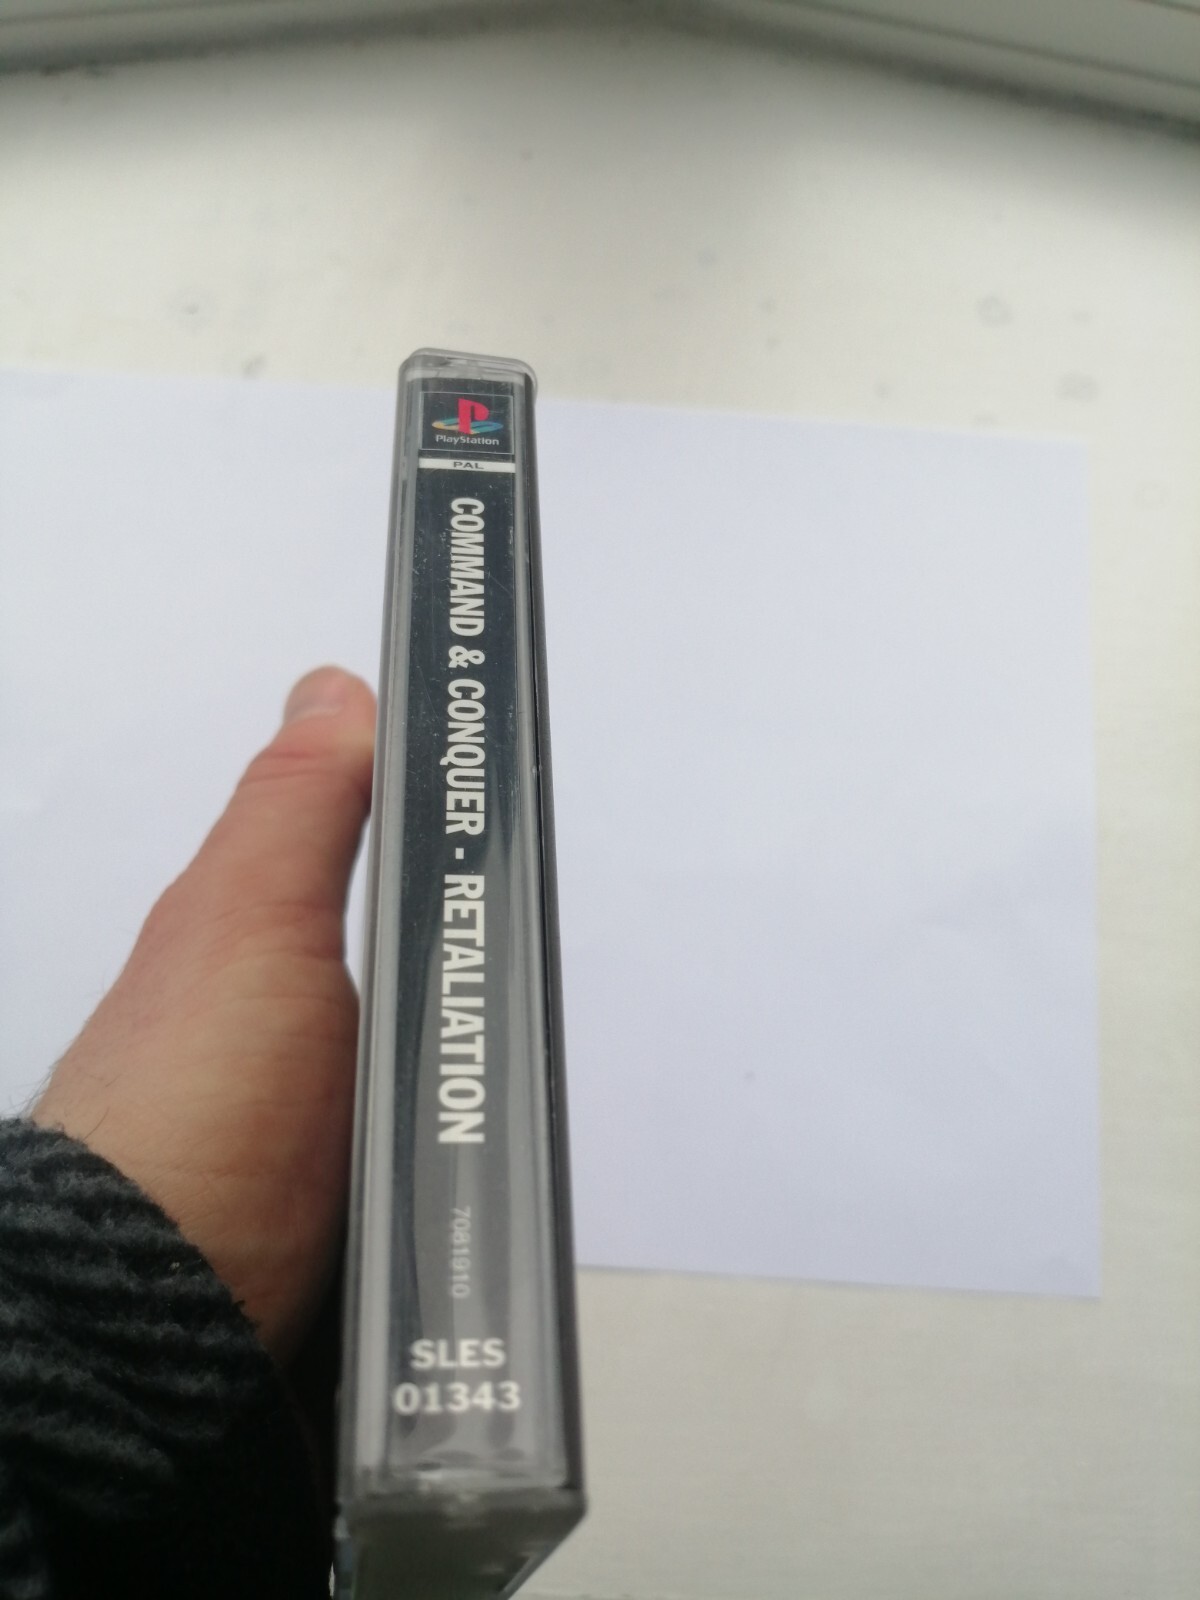 PlayStation
PAL
COMMAND & CONQUER - RETALIATION
7081910
SLES
01343